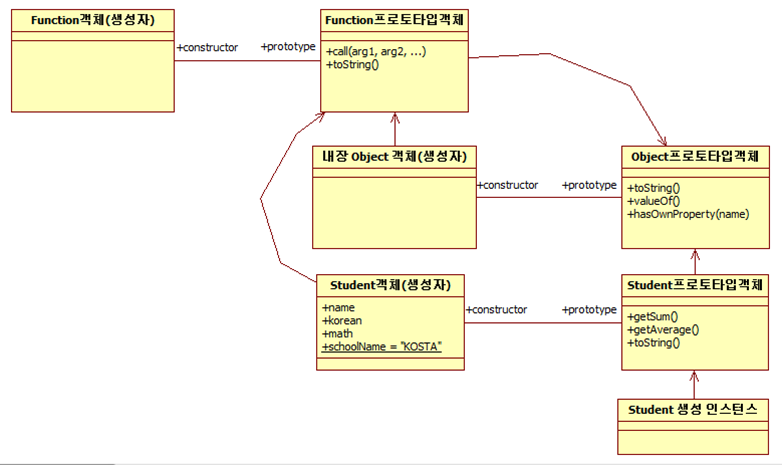 Function객체(생성자)
+constructor
+prototype
Function프로토타입객체
+call(arg1, arg2, ...)
+toString()
내장 Object 객체(생성자)
+constructor
+prototype
Object프로토타입객체
+toString()
+valueOf()
+hasOwnProperty(name)
Student객체(생성자)
+name
+korean
+math
+schoolName = "KOSTA"
+constructor
+prototype
Student프로토타입객체
+getSum()
+getAverage()
+toString()
Student 생성 인스턴스